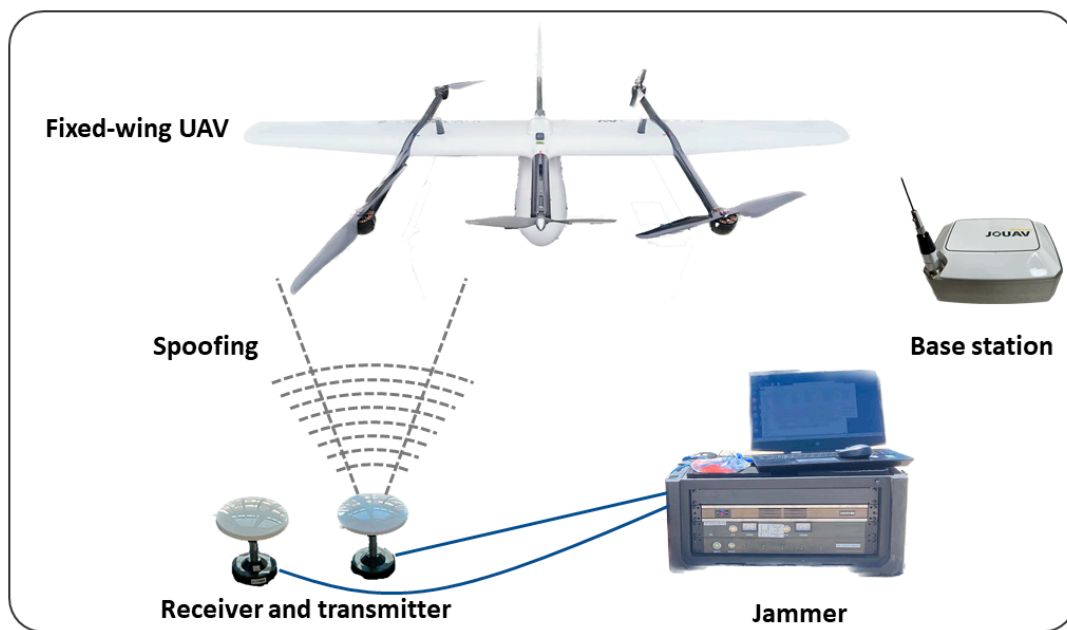 Fixed-wing UAV
JOUAV
Spoofing
Base station
Receiver and transmitter
Jammer